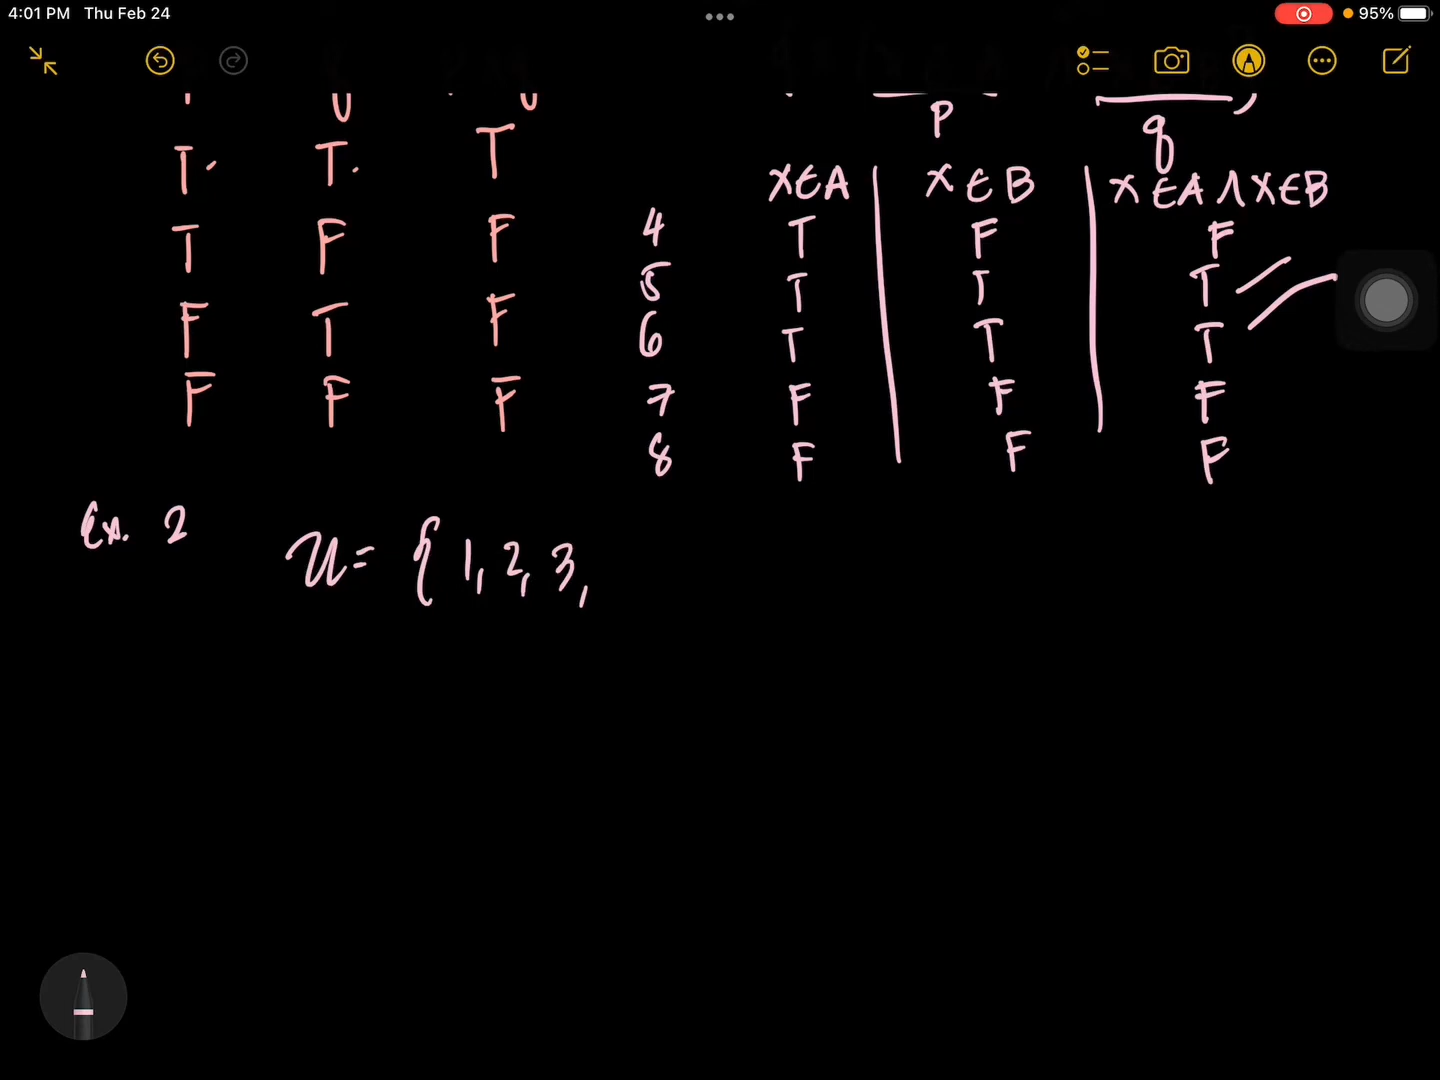 4:01 PM Thu Feb 24
95%
p
q
x∈A x∈B x∈A ∧ x∈B
T T T
T F F
F T F
F F F
4 T F F
5 T T T
6 T T T
7 F F F
8 F F F
Ex. 2 U = { 1, 2, 3,